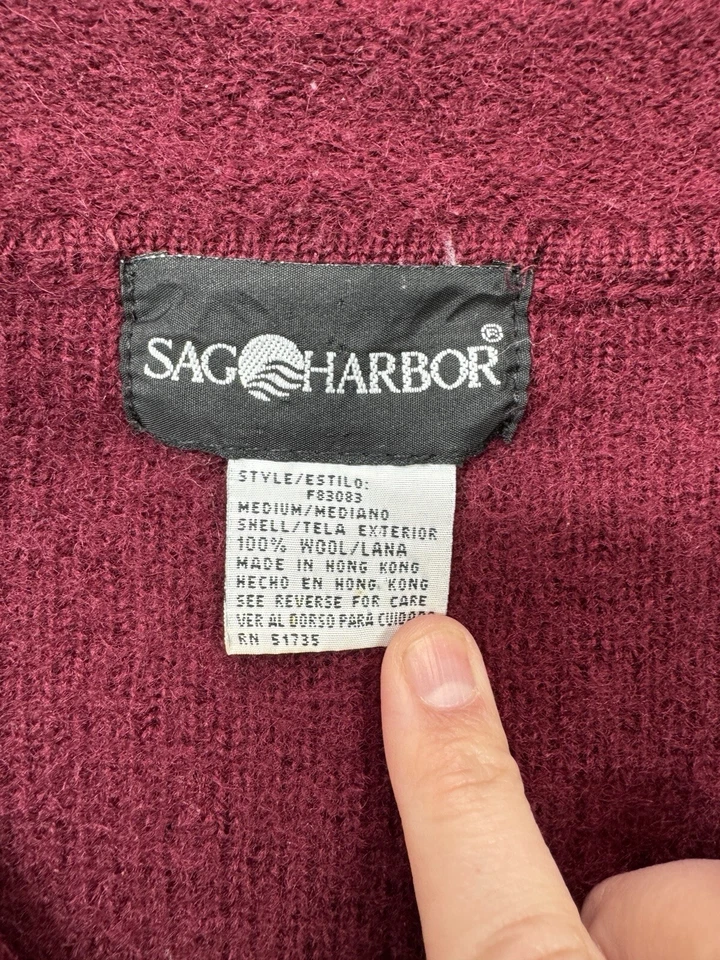 SAG HARBOR®
STYLE/ESTILO:
F83083
MEDIUM/MEDIANO
SHELL/TELA EXTERIOR
100% WOOL/LANA
MADE IN HONG KONG
HECHO EN HONG KONG
SEE REVERSE FOR CARE
VER AL DORSO PARA CUIDADO
RN 51735